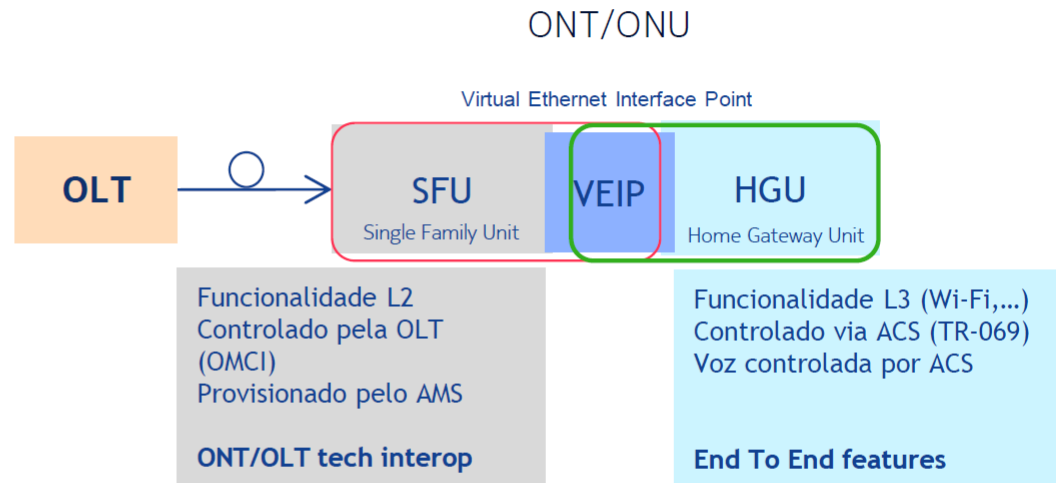 ONT/ONU
Virtual Ethernet Interface Point
OLT
SFU
Single Family Unit
VEIP
HGU
Home Gateway Unit
Funcionalidade L2
Controlado pela OLT
(OMCI)
Provisionado pelo AMS
ONT/OLT tech interop
Funcionalidade L3 (Wi-Fi,...)
Controlado via ACS (TR-069)
Voz controlada por ACS
End To End features